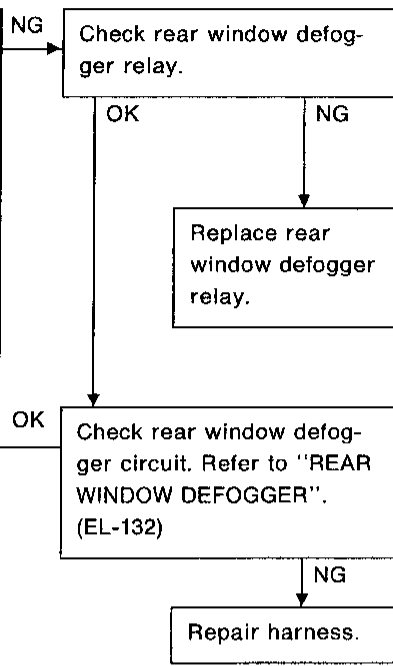 NG
Check rear window defog-
ger relay.
OK
NG
Replace rear
window defogger
relay.
OK
Check rear window defog-
ger circuit. Refer to "REAR
WINDOW DEFOGGER".
(EL-132)
NG
Repair harness.